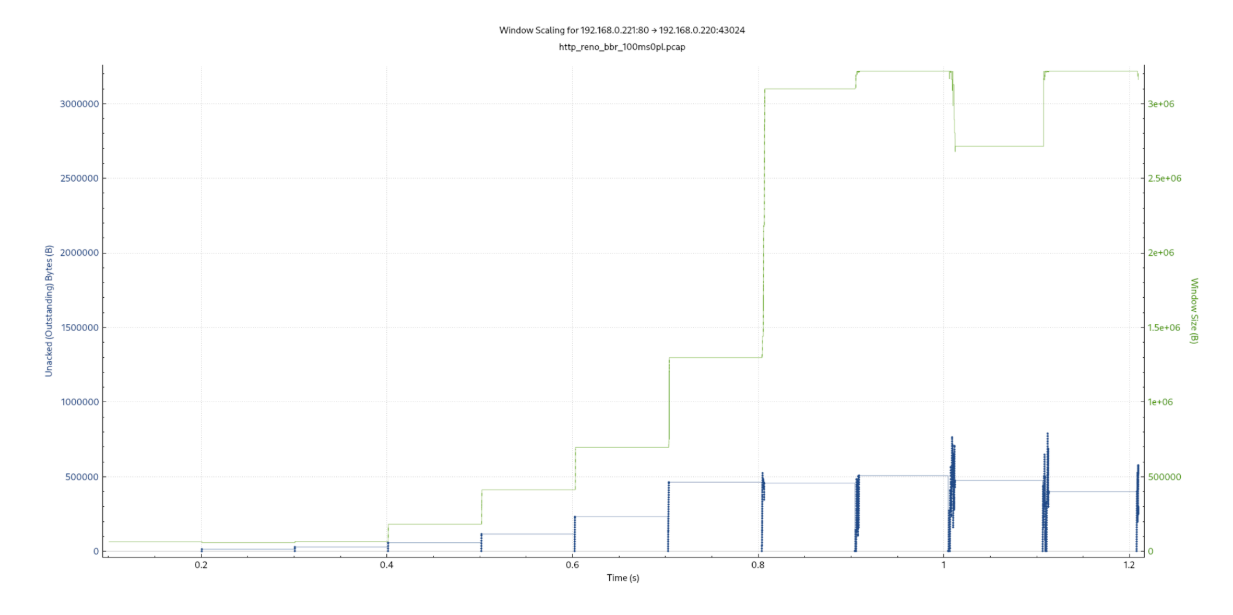 Window Scaling for 192.168.0.221:80 → 192.168.0.220:43024
http_reno_bbr_100ms0pl.pcap
Unacked (Outstanding) Bytes (B)
3000000
2500000
2000000
1500000
1000000
500000
0
3e+06
2.5e+06
2e+06
1.5e+06
1e+06
500000
0
Window Size (B)
0.2
0.4
0.6
0.8
1
1.2
Time (s)